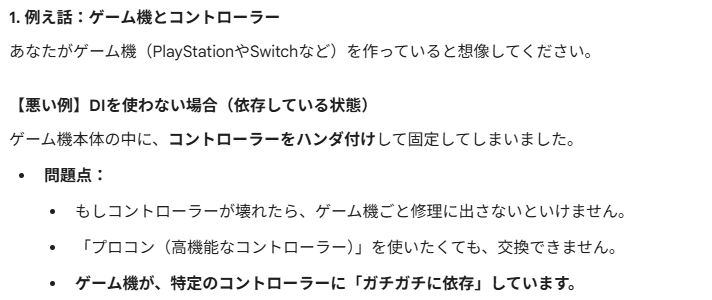 1. 例え話：ゲーム機とコントローラー
あなたがゲーム機（PlayStationやSwitchなど）を作っていると想像してください。
【悪い例】DIを使わない場合（依存している状態）
ゲーム機本体の中に、コントローラーをハンダ付けして固定してしまいました。
• 問題点：
• もしコントローラーが壊れたら、ゲーム機ごと修理に出さないといけません。
• 「プロコン（高機能なコントローラー）」を使いたくても、交換できません。
• ゲーム機が、特定のコントローラーに「ガチガチに依存」しています。